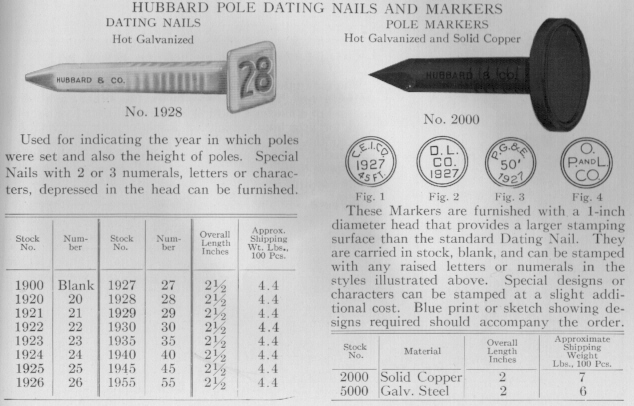 HUBBARD POLE DATING NAILS AND MARKERS
DATING NAILS
Hot Galvanized
HUBBARD & CO.
28
No. 1928
Used for indicating the year in which poles
were set and also the height of poles. Special
Nails with 2 or 3 numerals, letters or charac-
ters, depressed in the head can be furnished.
Stock No. Num-ber Stock No. Num-ber Overall Length Inches Approx. Shipping Wt. Lbs., 100 Pcs.
1900 Blank 1927 27 2½ 4.4
1920 20 1928 28 2½ 4.4
1921 21 1929 29 2½ 4.4
1922 22 1930 30 2½ 4.4
1923 23 1935 35 2½ 4.4
1924 24 1940 40 2½ 4.4
1925 25 1945 45 2½ 4.4
1926 26 1955 55 2½ 4.4
POLE MARKERS
Hot Galvanized and Solid Copper
HUBBARD & CO.
No. 2000
C.E.I.CO. 1927 45 FT.
D.L. CO. 1927
P.G.&E 50' 1927
O. P.AND L. CO.
Fig. 1 Fig. 2 Fig. 3 Fig. 4
These Markers are furnished with a 1-inch
diameter head that provides a larger stamping
surface than the standard Dating Nail. They
are carried in stock, blank, and can be stamped
with any raised letters or numerals in the
styles illustrated above. Special designs or
characters can be stamped at a slight addi-
tional cost. Blue print or sketch showing de-
signs required should accompany the order.
Stock No. Material Overall Length Inches Approximate Shipping Weight Lbs., 100 Pcs.
2000 Solid Copper 2 7
5000 Galv. Steel 2 6